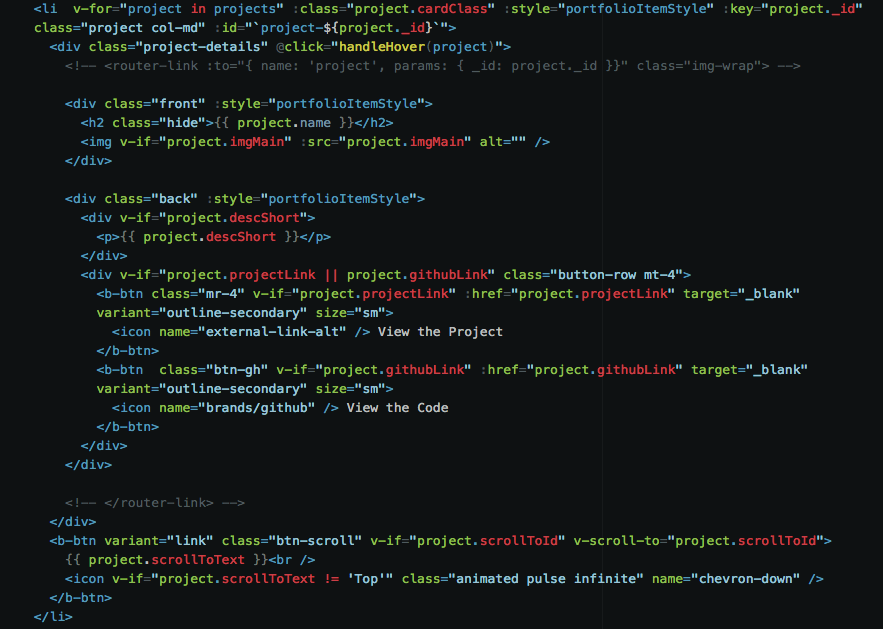 <li  v-for="project in projects" :class="project.cardClass" :style="portfolioItemStyle" :key="project._id"
class="project col-md" :id="`project-${project._id}`">
<div class="project-details" @click="handleHover(project)">
<!-- <router-link :to="{ name: 'project', params: { _id: project._id }}" class="img-wrap"> -->
<div class="front" :style="portfolioItemStyle">
<h2 class="hide">{{ project.name }}</h2>
<img v-if="project.imgMain" :src="project.imgMain" alt="" />
</div>
<div class="back" :style="portfolioItemStyle">
<div v-if="project.descShort">
<p>{{ project.descShort }}</p>
</div>
<div v-if="project.projectLink || project.githubLink" class="button-row mt-4">
<b-btn class="mr-4" v-if="project.projectLink" :href="project.projectLink" target="_blank"
variant="outline-secondary" size="sm">
<icon name="external-link-alt" /> View the Project
</b-btn>
<b-btn  class="btn-gh" v-if="project.githubLink" :href="project.githubLink" target="_blank"
variant="outline-secondary" size="sm">
<icon name="brands/github" /> View the Code
</b-btn>
</div>
</div>
<!-- </router-link> -->
</div>
<b-btn variant="link" class="btn-scroll" v-if="project.scrollToId" v-scroll-to="project.scrollToId">
{{ project.scrollToText }}<br />
<icon v-if="project.scrollToText != 'Top'" class="animated pulse infinite" name="chevron-down" />
</b-btn>
</li>